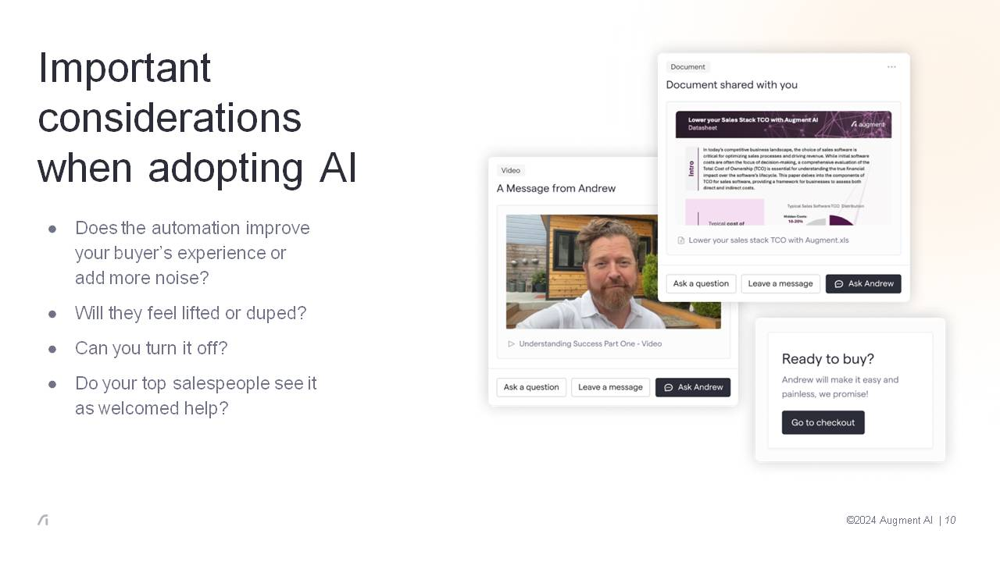 Important
considerations
when adopting AI
● Does the automation improve
your buyer's experience or
add more noise?
● Will they feel lifted or duped?
● Can you turn it off?
● Do your top salespeople see it
as welcomed help?
Video
A Message from Andrew
Understanding Success Part One - Video
Ask a question
Leave a message
Ask Andrew
Document
Document shared with you
Lower your Sales Stack TCO with Augment AI
Datasheet
augment
Intro
In today's competitive business landscape, the choice of sales software is
critical for optimizing sales processes and driving revenue. While initial software
costs are often the focus of decision-making, a comprehensive evaluation of the
Total Cost of Ownership (TCO) is essential for understanding the true financial
impact over the software's lifecycle. This paper delves into the components of
TCO for sales software, providing a framework for businesses to assess both
direct and indirect costs.
Typical cost of
Typical Sales Software TCO Distribution
Hidden Costs:
10-20%
Lower your sales stack TCO with Augment.xls
Ask a question
Leave a message
Ask Andrew
Ready to buy?
Andrew will make it easy and
painless, we promise!
Go to checkout
©2024 Augment AI | 10